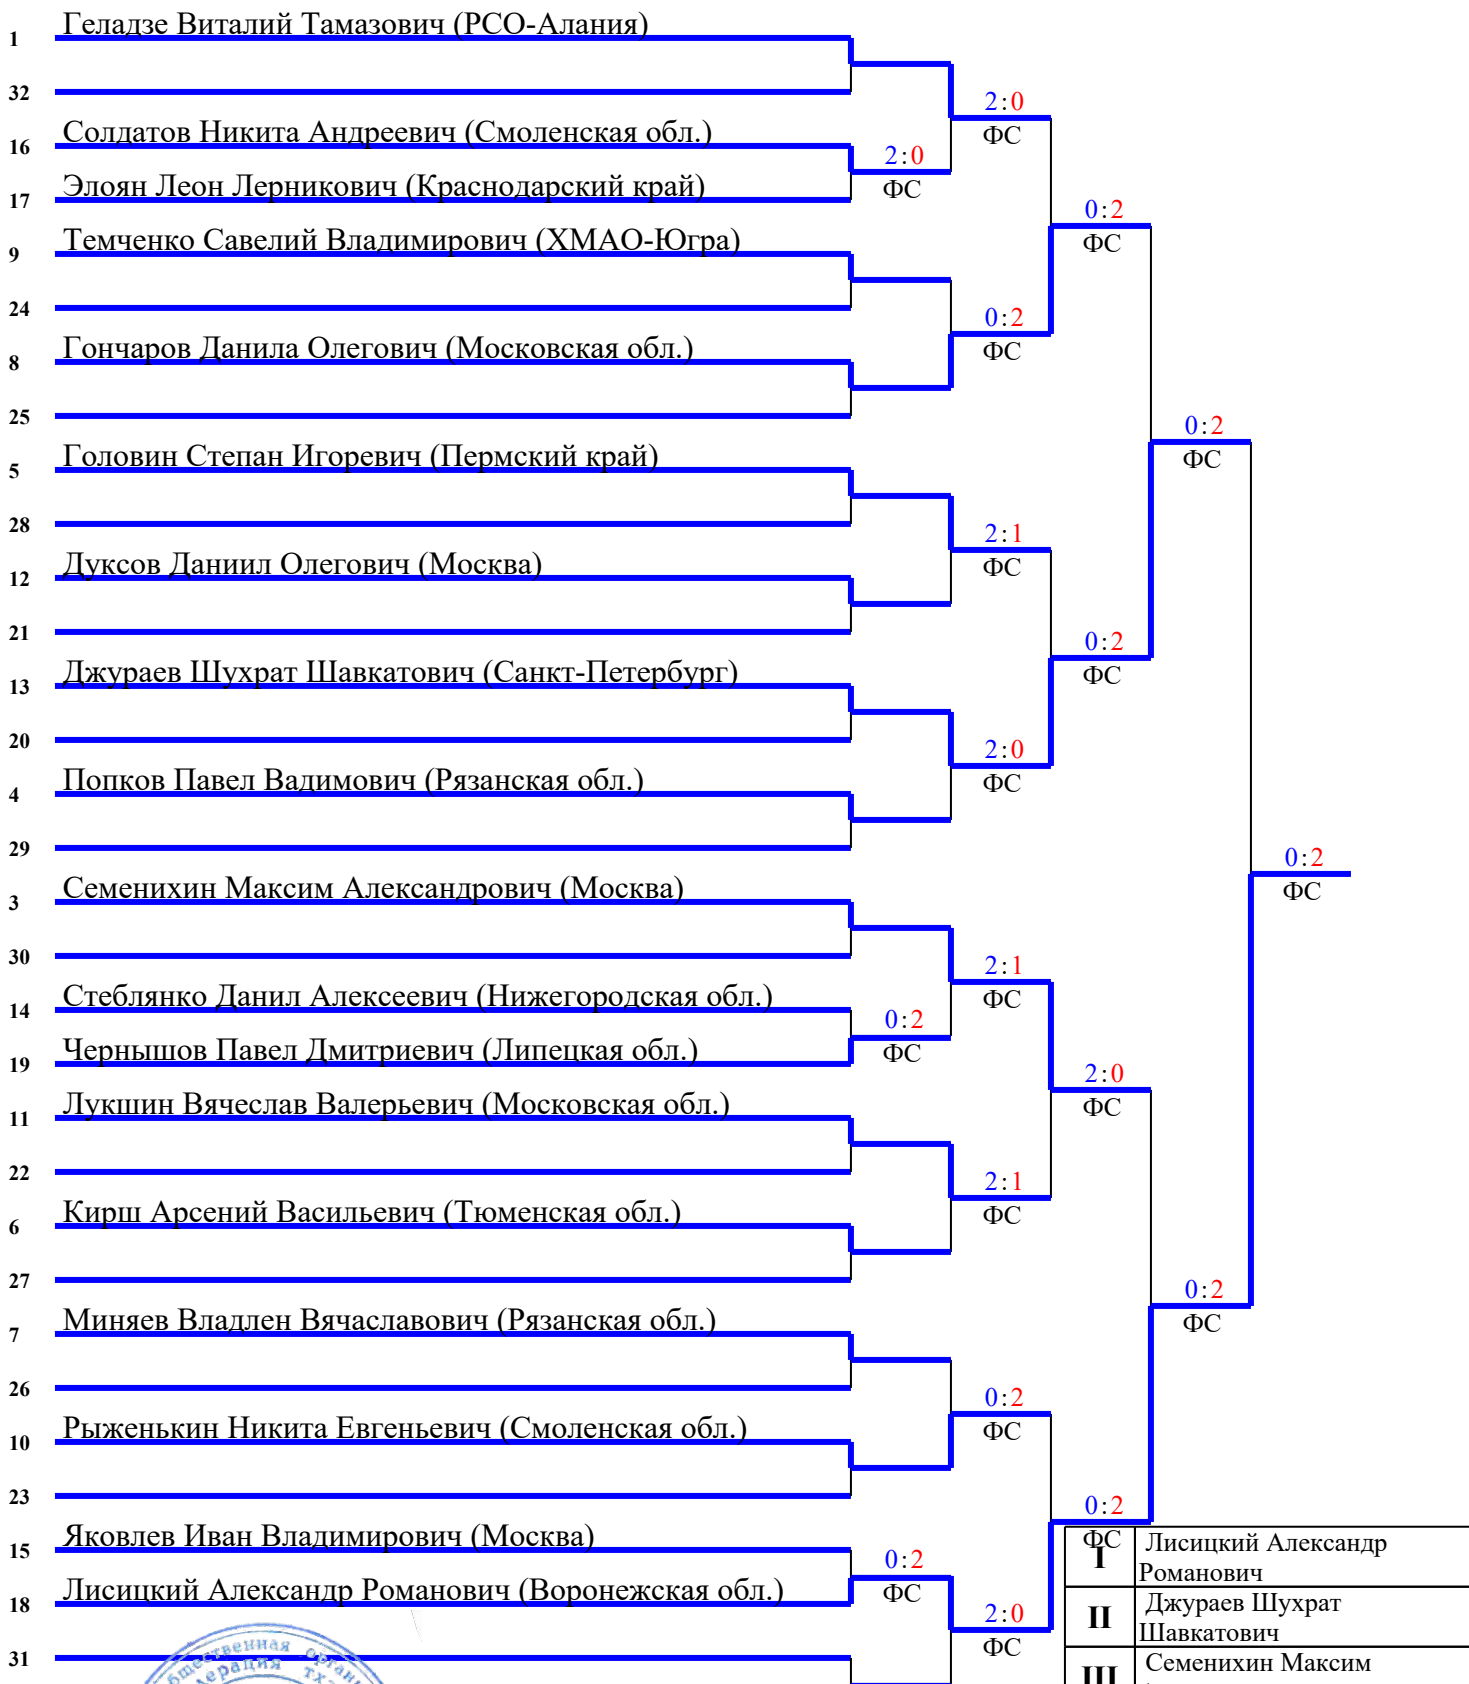 1 Геладзе Виталий Тамазович (РСО-Алания)
32
2:0
ФС
16 Солдатов Никита Андреевич (Смоленская обл.)
2:0
ФС
17 Элоян Леон Лерникович (Краснодарский край)
0:2
ФС
9 Темченко Савелий Владимирович (ХМАО-Югра)
24
0:2
ФС
8 Гончаров Данила Олегович (Московская обл.)
25
0:2
ФС
5 Головин Степан Игоревич (Пермский край)
28
2:1
ФС
12 Дуксов Даниил Олегович (Москва)
21
0:2
ФС
13 Джураев Шухрат Шавкатович (Санкт-Петербург)
20
2:0
ФС
4 Попков Павел Вадимович (Рязанская обл.)
29
0:2
ФС
3 Семенихин Максим Александрович (Москва)
30
2:1
ФС
14 Стеблянко Данил Алексеевич (Нижегородская обл.)
0:2
ФС
19 Чернышов Павел Дмитриевич (Липецкая обл.)
2:0
ФС
11 Лукшин Вячеслав Валерьевич (Московская обл.)
22
2:1
ФС
6 Кирш Арсений Васильевич (Тюменская обл.)
27
0:2
ФС
7 Миняев Владлен Вячаславович (Рязанская обл.)
26
0:2
ФС
10 Рыженькин Никита Евгеньевич (Смоленская обл.)
23
0:2
ФС
15 Яковлев Иван Владимирович (Москва)
0:2
ФС
18 Лисицкий Александр Романович (Воронежская обл.)
2:0
ФС
31
I Лисицкий Александр
Романович
II Джураев Шухрат
Шавкатович
III Семенихин Максим